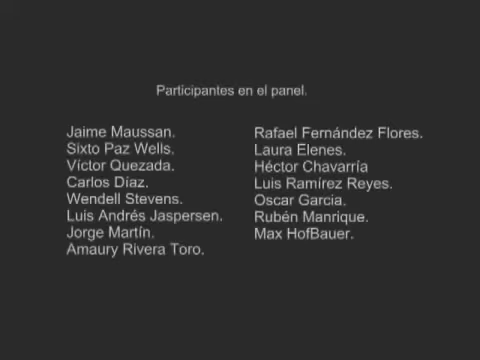 Participantes en el panel.
Jaime Maussan.
Sixto Paz Wells.
Víctor Quezada.
Carlos Díaz.
Wendell Stevens.
Luis Andrés Jaspersen.
Jorge Martín.
Amaury Rivera Toro.
Rafael Fernández Flores.
Laura Elenes.
Héctor Chavarría
Luis Ramírez Reyes.
Oscar Garcia.
Rubén Manrique.
Max HofBauer.